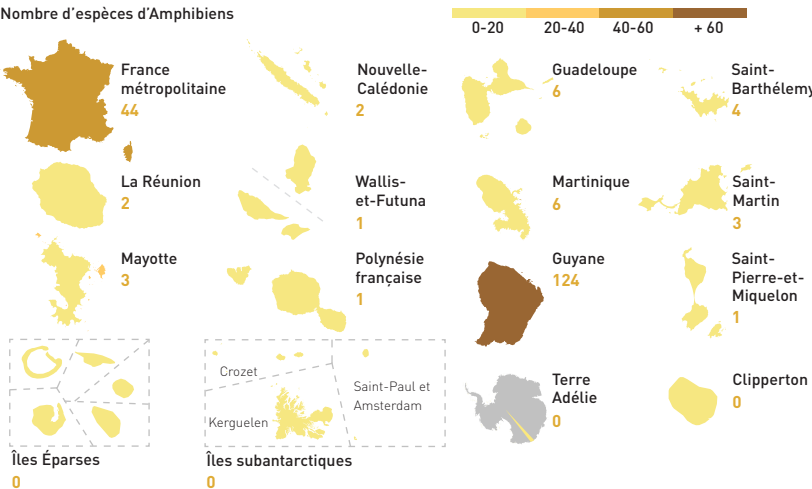 Nombre d'espèces d'Amphibiens
0-20
20-40
40-60
+ 60
France
métropolitaine
44
Nouvelle-
Calédonie
2
Guadeloupe
6
Saint-
Barthélemy
4
La Réunion
2
Wallis-
et-Futuna
1
Martinique
6
Saint-
Martin
3
Mayotte
3
Polynésie
française
1
Guyane
124
Saint-
Pierre-et-
Miquelon
1
Crozet
Saint-Paul et
Amsterdam
Kerguelen
Terre
Adélie
0
Clipperton
0
Îles Éparses
0
Îles subantarctiques
0